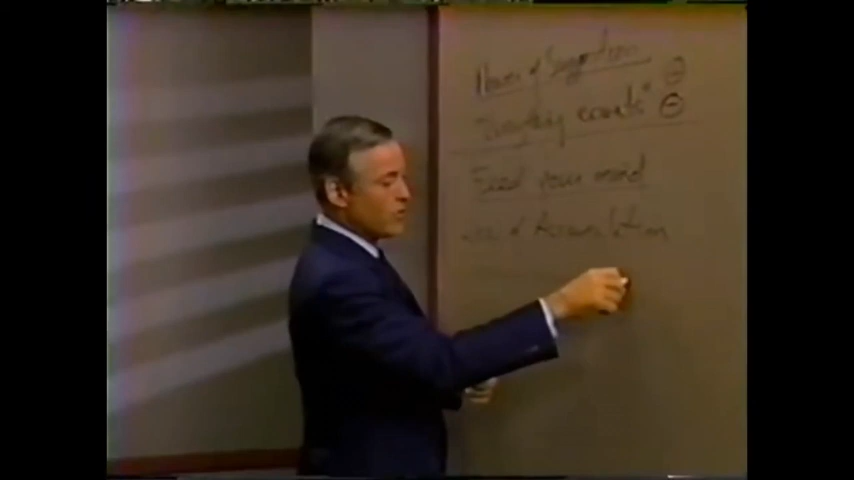 Power of Suggestion
"Everything counts"
Feed your mind
Law of Accumulation